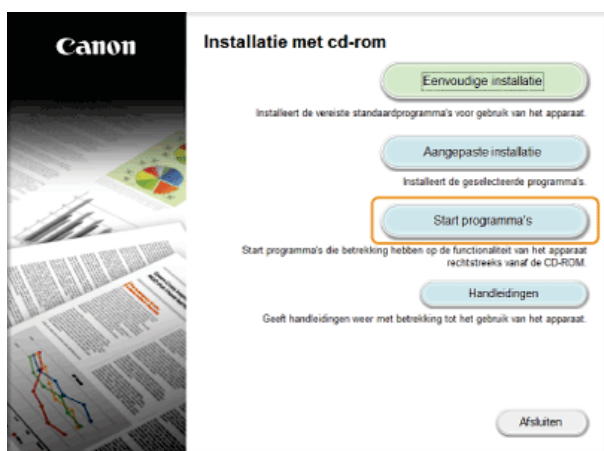 Canon
Installatie met cd-rom
Eenvoudige installatie
Installeert de vereiste standaardprogramma's voor gebruik van het apparaat.
Aangepaste installatie
Installeert de geselecteerde programma's.
Start programma's
Start programma's die betrekking hebben op de functionaliteit van het apparaat
rechtstreeks vanaf de CD-ROM.
Handleidingen
Geeft handleidingen weer met betrekking tot het gebruik van het apparaat.
Afsluiten